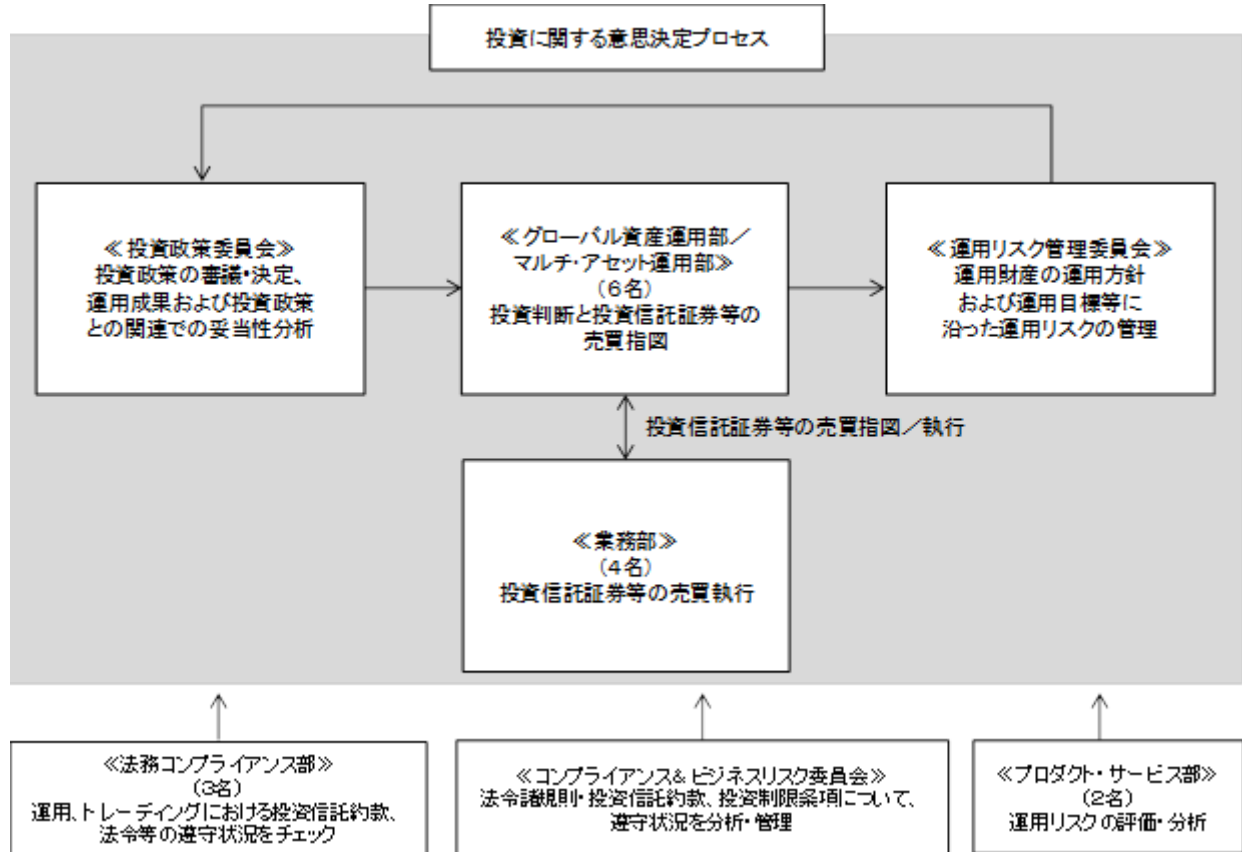 投資に関する意思決定プロセス
≪投資政策委員会≫
投資政策の審議・決定、
運用成果および投資政策
との関連での妥当性分析
≪グローバル資産運用部／
マルチ・アセット運用部≫
（６名）
投資判断と投資信託証券等の
売買指図
≪運用リスク管理委員会≫
運用財産の運用方針
および運用目標等に
沿った運用リスクの管理
投資信託証券等の売買指図／執行
≪業務部≫
（４名）
投資信託証券等の売買執行
≪法務コンプライアンス部≫
（３名）
運用、トレーディングにおける投資信託約款、
法令等の遵守状況をチェック
≪コンプライアンス＆ビジネスリスク委員会≫
法令諸規則・投資信託約款、投資制限条項について、
遵守状況を分析・管理
≪プロダクト・サービス部≫
（２名）
運用リスクの評価・分析